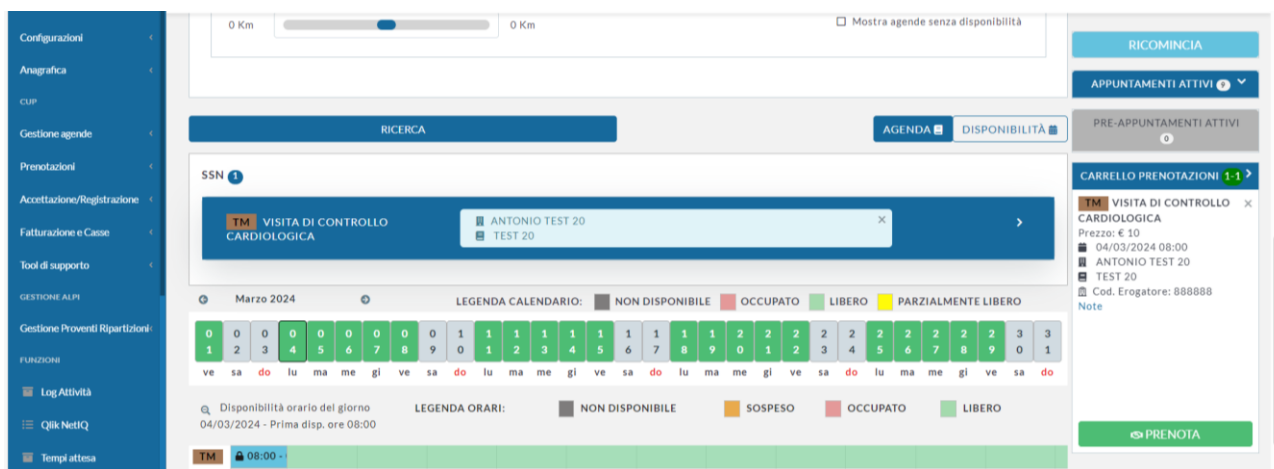 Configurazioni
Anagrafica
CUP
Gestione agende
Prenotazioni
Accettazione/Registrazione
Fatturazione e Casse
Tool di supporto
GESTIONE ALPI
Gestione Proventi Ripartizioni
FUNZIONI
Log Attività
Qlik NetIQ
Tempi attesa
0 Km
0 Km
Mostra agende senza disponibilità
RICERCA
AGENDA
DISPONIBILITÀ
SSN 1
TM VISITA DI CONTROLLO
CARDIOLOGICA
ANTONIO TEST 20
TEST 20
Marzo 2024
LEGENDA CALENDARIO: NON DISPONIBILE OCCUPATO LIBERO PARZIALMENTE LIBERO
01 02 03 04 05 06 07 08 09 10 11 12 13 14 15 16 17 18 19 20 21 22 23 24 25 26 27 28 29 30 31
ve sa do lu ma me gi ve sa do lu ma me gi ve sa do lu ma me gi ve sa do lu ma me gi ve sa do
Disponibilità orario del giorno
04/03/2024 - Prima disp. ore 08:00
LEGENDA ORARI: NON DISPONIBILE SOSPESO OCCUPATO LIBERO
TM 08:00 -
RICOMINCIA
APPUNTAMENTI ATTIVI 9
PRE-APPUNTAMENTI ATTIVI
0
CARRELLO PRENOTAZIONI 1-1
TM VISITA DI CONTROLLO
CARDIOLOGICA
Prezzo: € 10
04/03/2024 08:00
ANTONIO TEST 20
TEST 20
Cod. Erogatore: 888888
Note
PRENOTA